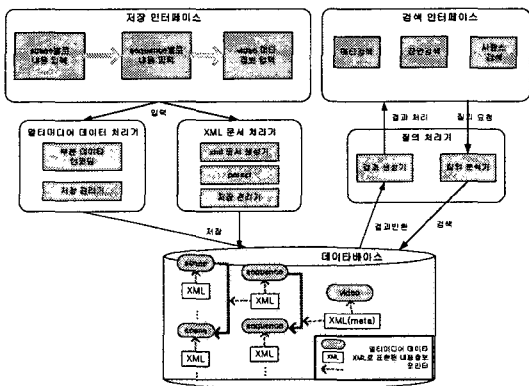 저장 인터페이스
scene별로
내용 입력
sequence별로
내용 입력
video 메타
정보 입력
검색 인터페이스
메타검색
장면검색
시퀀스
검색
입력
결과 처리
질의 요청
멀티미디어 데이터 처리기
부분 데이터
인코딩
저장 관리기
XML 문서 처리기
xml 문서 생성기
parser
저장 관리기
질의 처리기
결과 생성기
질의 분석기
저장
결과반환
검색
데이타베이스
scene
XML
scene
XML
sequence
XML
sequence
XML
video
XML(meta)
멀티미디어 데이타
XML
XML로 표현된 내용정보
포인터